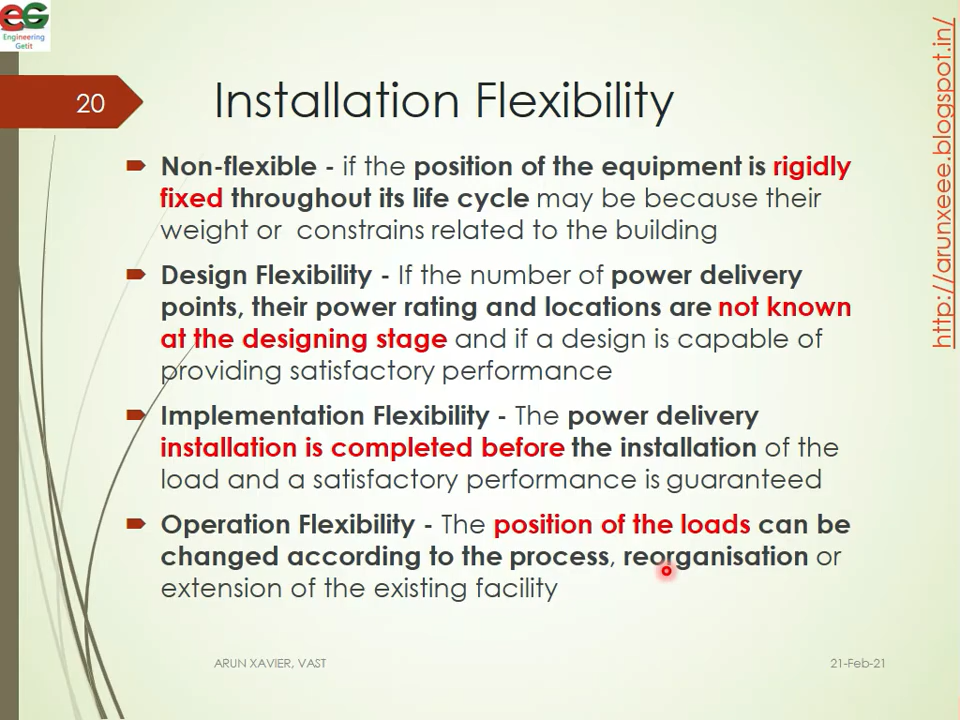 eG
Engineering
Getit
20
Installation Flexibility
Non-flexible - if the position of the equipment is rigidly
fixed throughout its life cycle may be because their
weight or constrains related to the building
Design Flexibility - If the number of power delivery
points, their power rating and locations are not known
at the designing stage and if a design is capable of
providing satisfactory performance
Implementation Flexibility - The power delivery
installation is completed before the installation of the
load and a satisfactory performance is guaranteed
Operation Flexibility - The position of the loads can be
changed according to the process, reorganisation or
extension of the existing facility
ARUN XAVIER, VAST
21-Feb-21
http://arunxeee.blogspot.in/